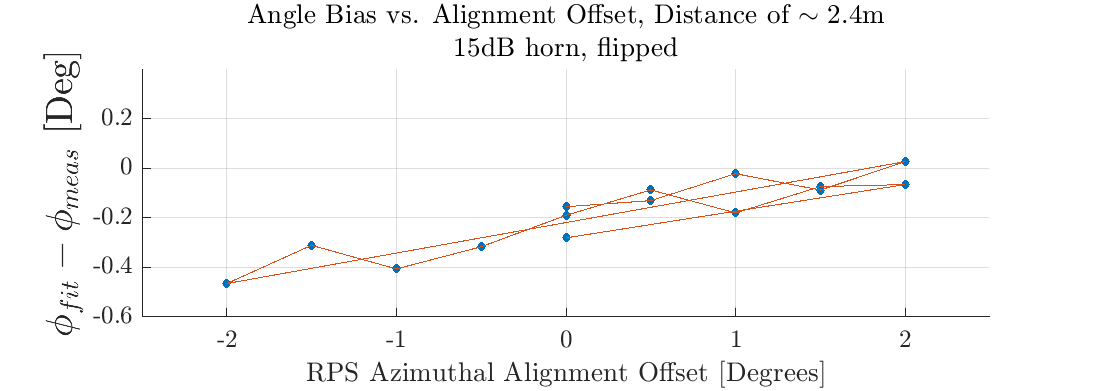 Angle Bias vs. Alignment Offset, Distance of ∼ 2.4m
15dB horn, flipped
ϕ_fit − ϕ_meas [Deg]
0.2
0
-0.2
-0.4
-0.6
-2 -1 0 1 2
RPS Azimuthal Alignment Offset [Degrees]